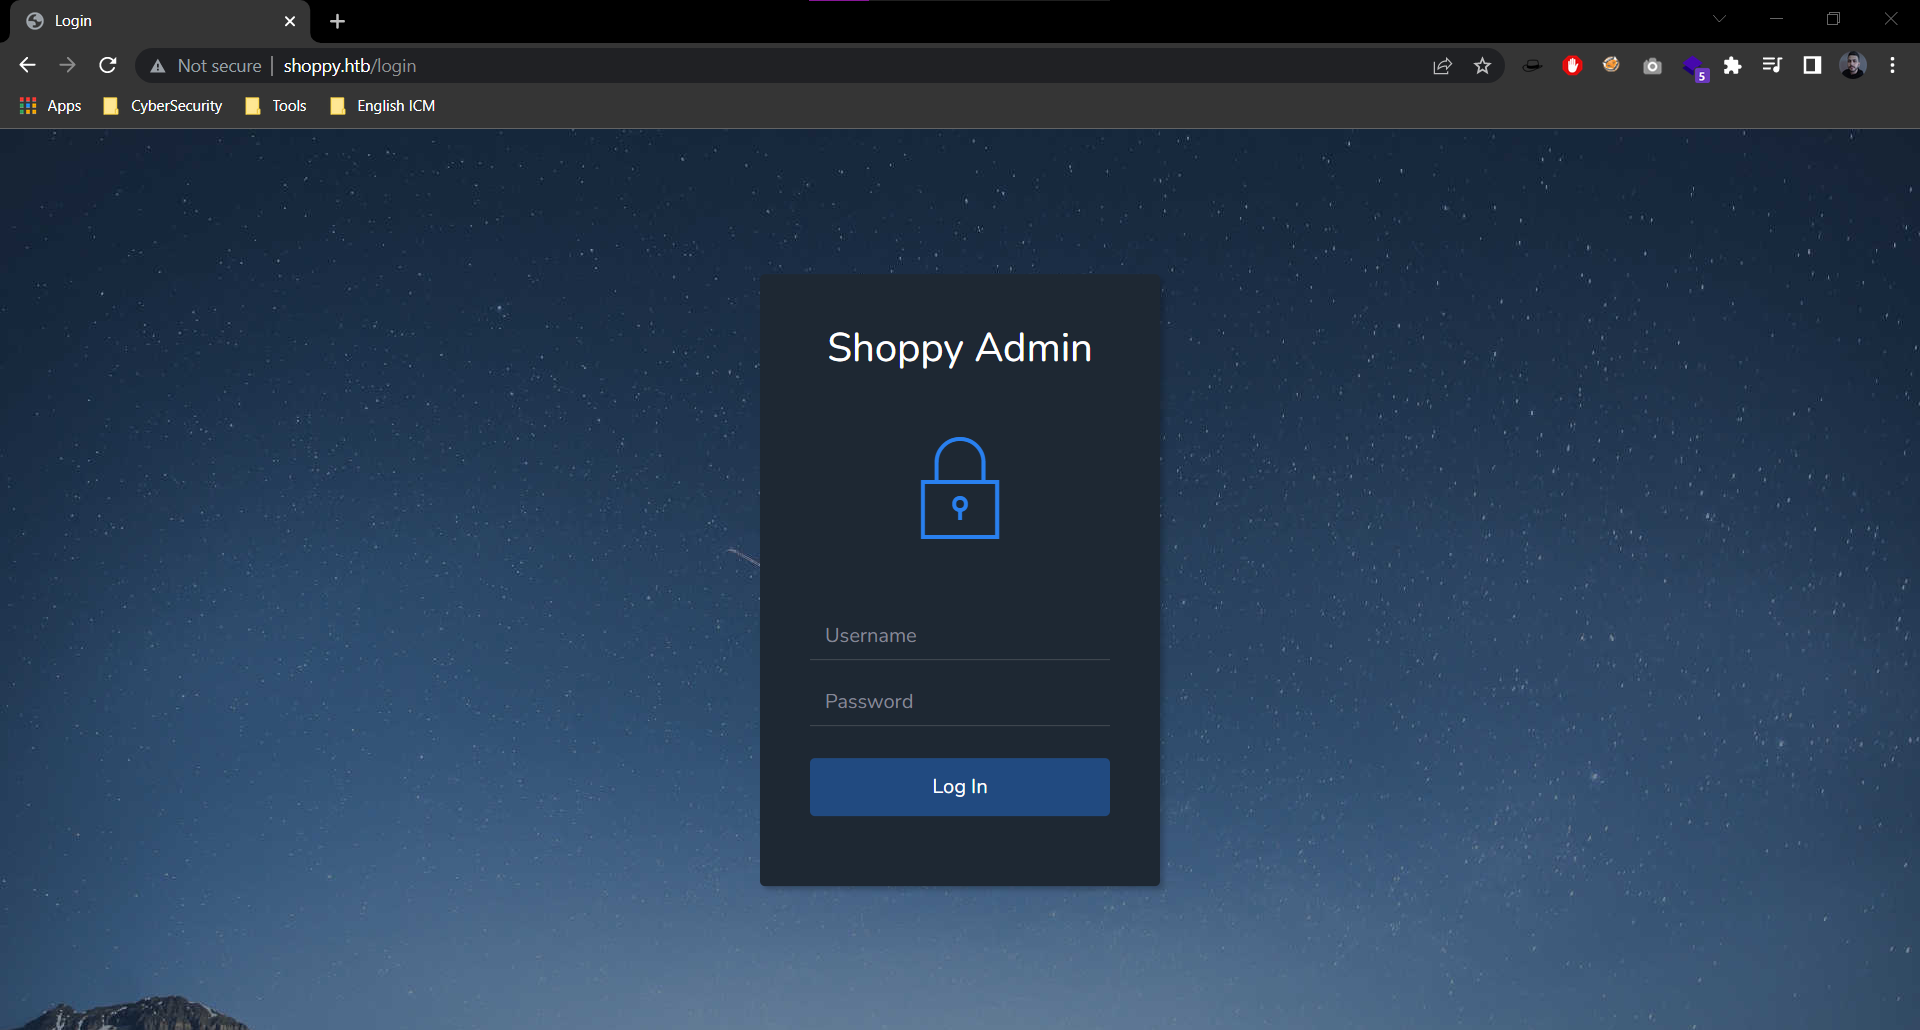 Login
Not secure shoppy.htb/login
5
Apps CyberSecurity Tools English ICM
Shoppy Admin
Username
Password
Log In